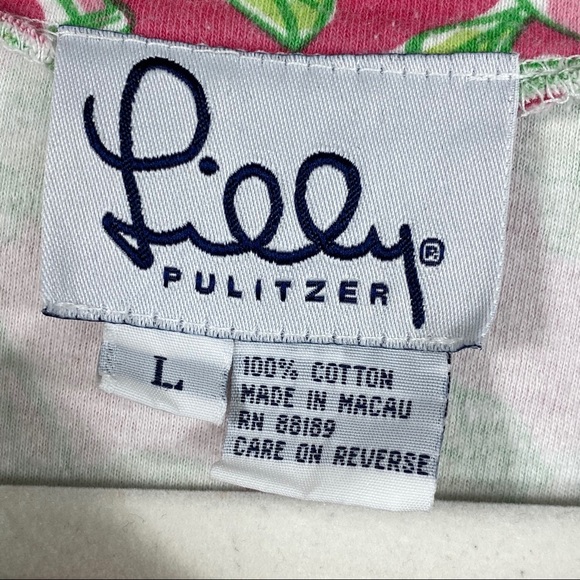 Lilly®
PULITZER
L
100% COTTON
MADE IN MACAU
RN 88189
CARE ON REVERSE